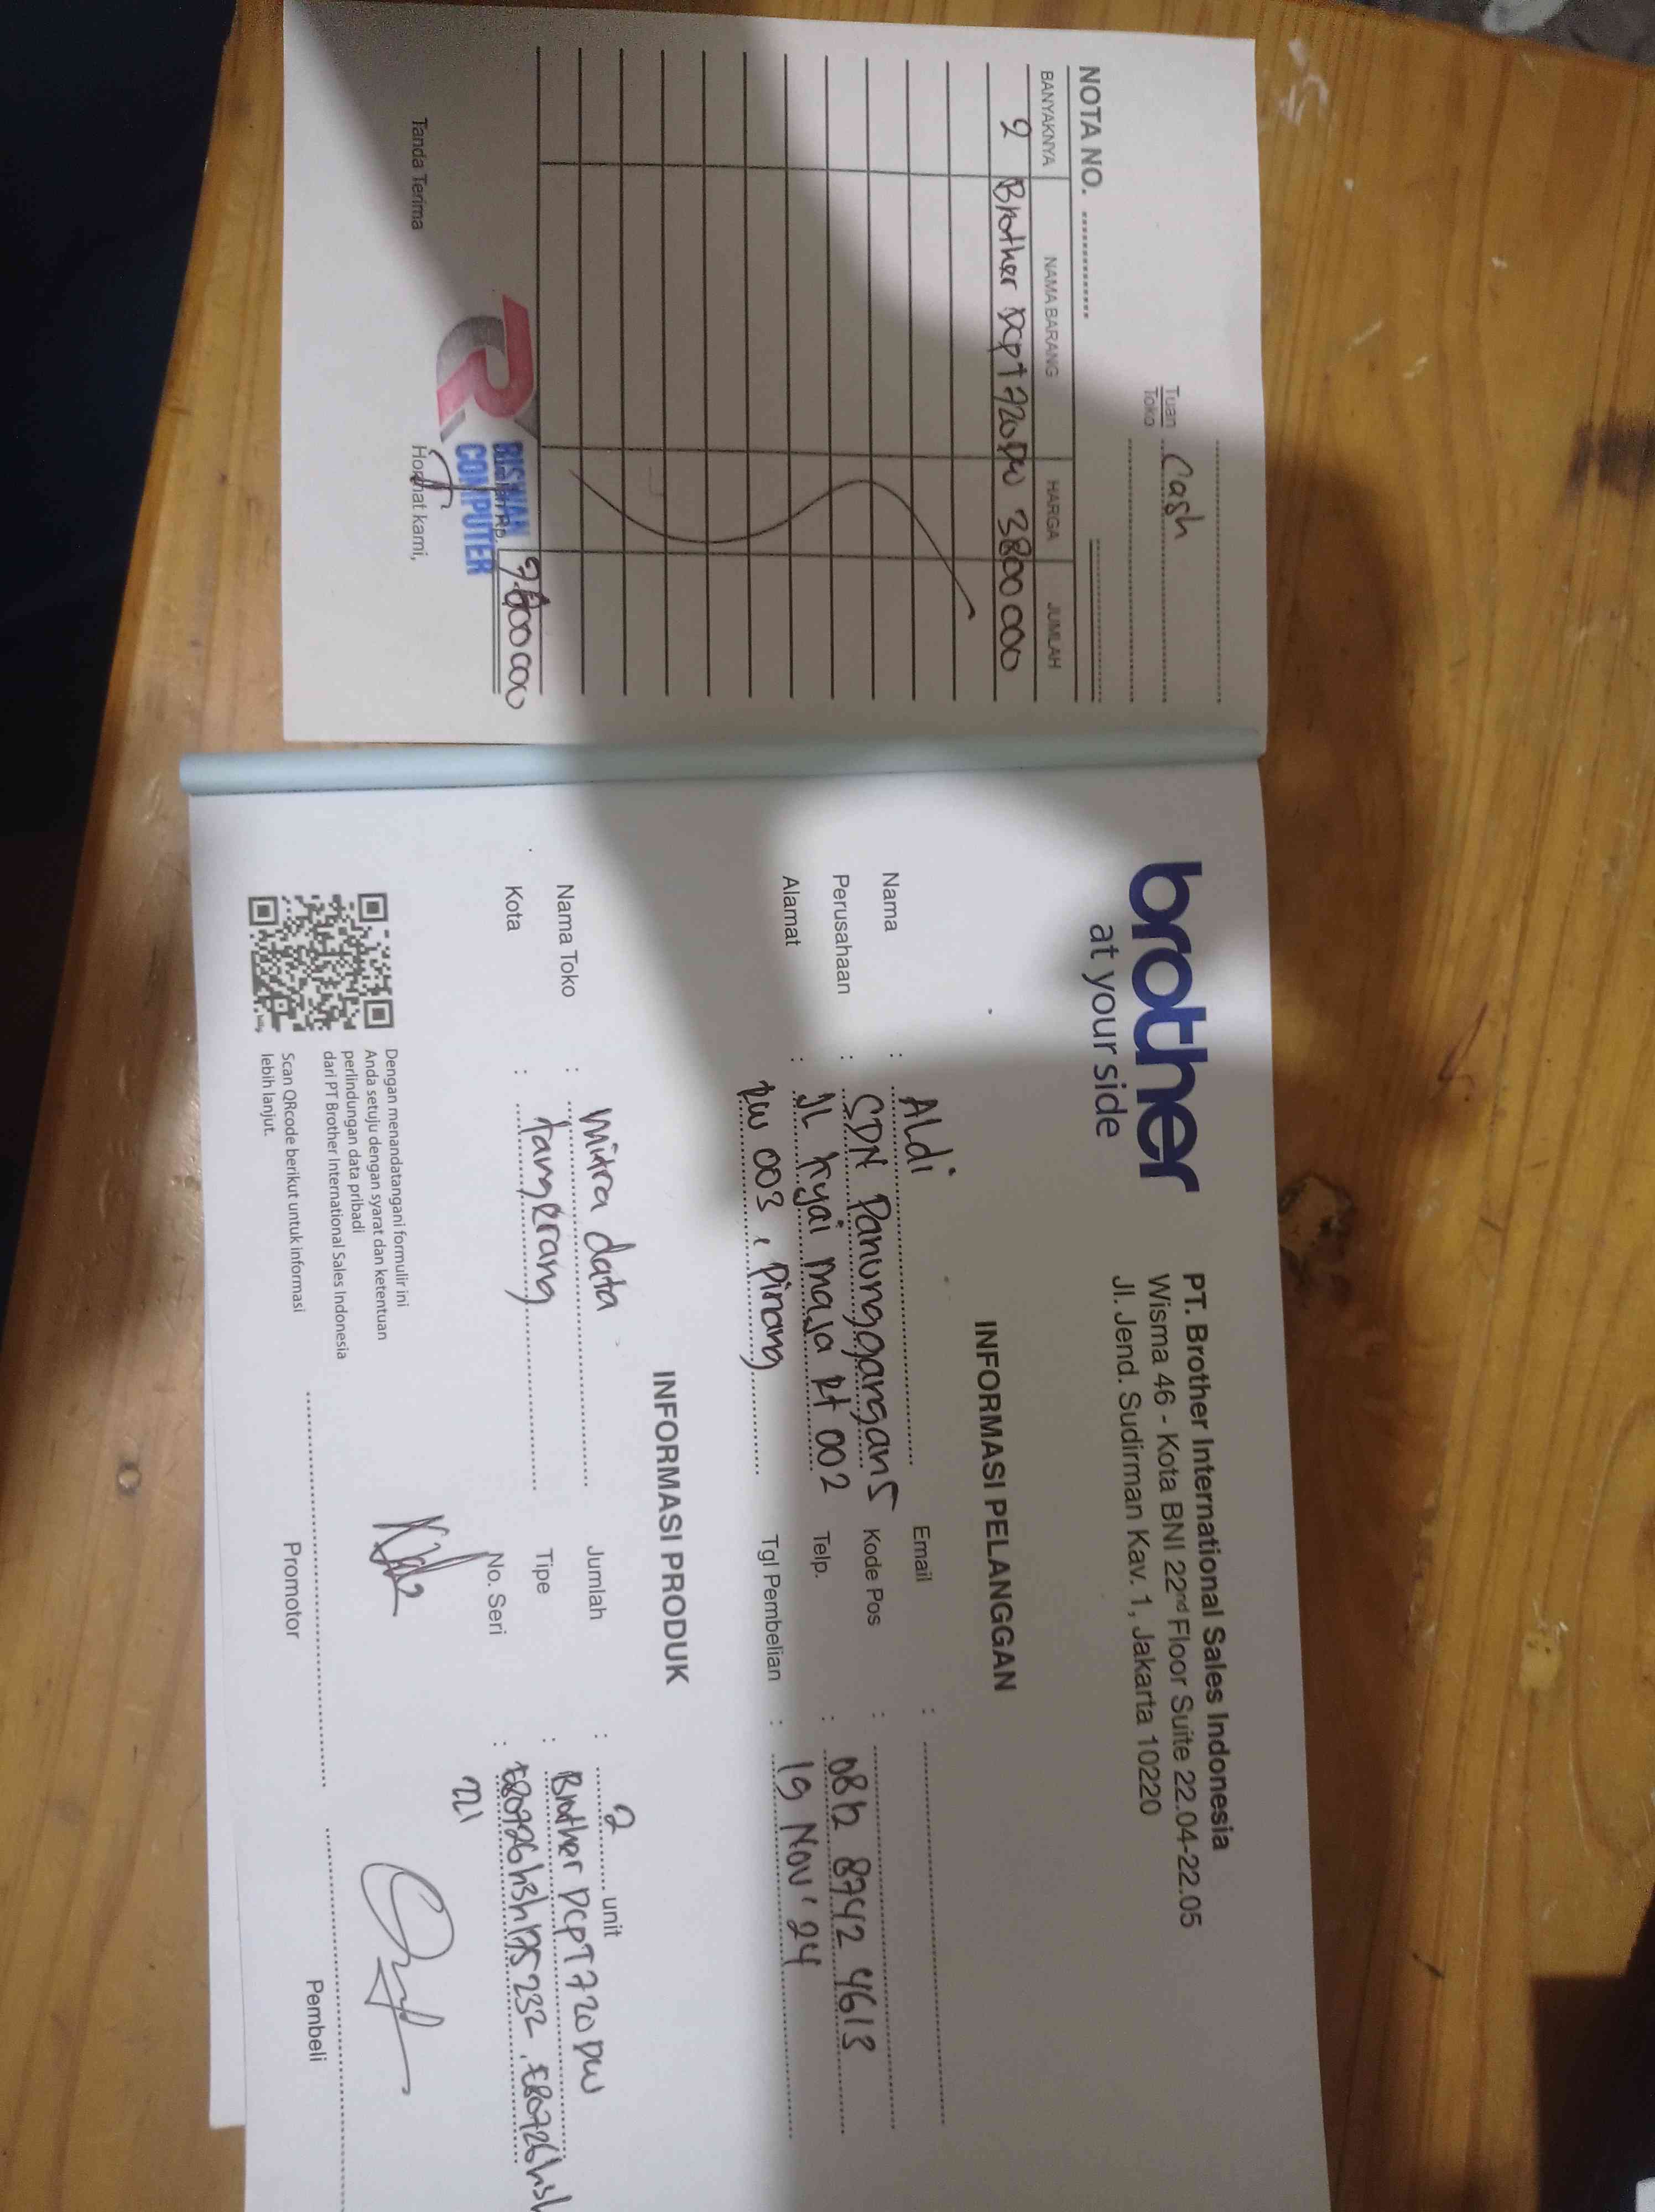 Tuan Cash
Toko
NOTA NO.
BANYAKNYA NAMA BARANG HARGA JUMLAH
2 Brother Dcpt720DW 3800 000
RISHAN
COMPUTER
Rp. 7600 000
Tanda Terima
Hormat kami,
brother
at your side
PT. Brother International Sales Indonesia
Wisma 46 - Kota BNI 22nd Floor Suite 22.04-22.05
Jl. Jend. Sudirman Kav. 1, Jakarta 10220
INFORMASI PELANGGAN
Nama : ALdi
Perusahaan : SDN Panunggangan 5
Alamat : JL kyai maja Rt 002
RW 003, Pinang
Email :
Kode Pos :
Telp. : 0812 8742 4613
Tgl Pembelian : 19 Nov' 24
INFORMASI PRODUK
Nama Toko : mitra data
Kota : tangerang
Jumlah : 2 unit
Tipe : Brother DCPT720DW
No. Seri :
221
Dengan menandatangani formulir ini
Anda setuju dengan syarat dan ketentuan
perlindungan data pribadi
dari PT Brother International Sales Indonesia
Scan QRcode berikut untuk informasi
lebih lanjut.
Promotor
Pembeli